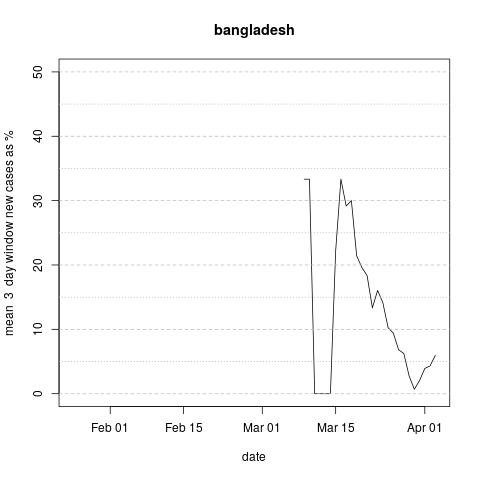 bangladesh
mean  3  day window new cases as %
50
40
30
20
10
0
Feb 01
Feb 15
Mar 01
Mar 15
Apr 01
date